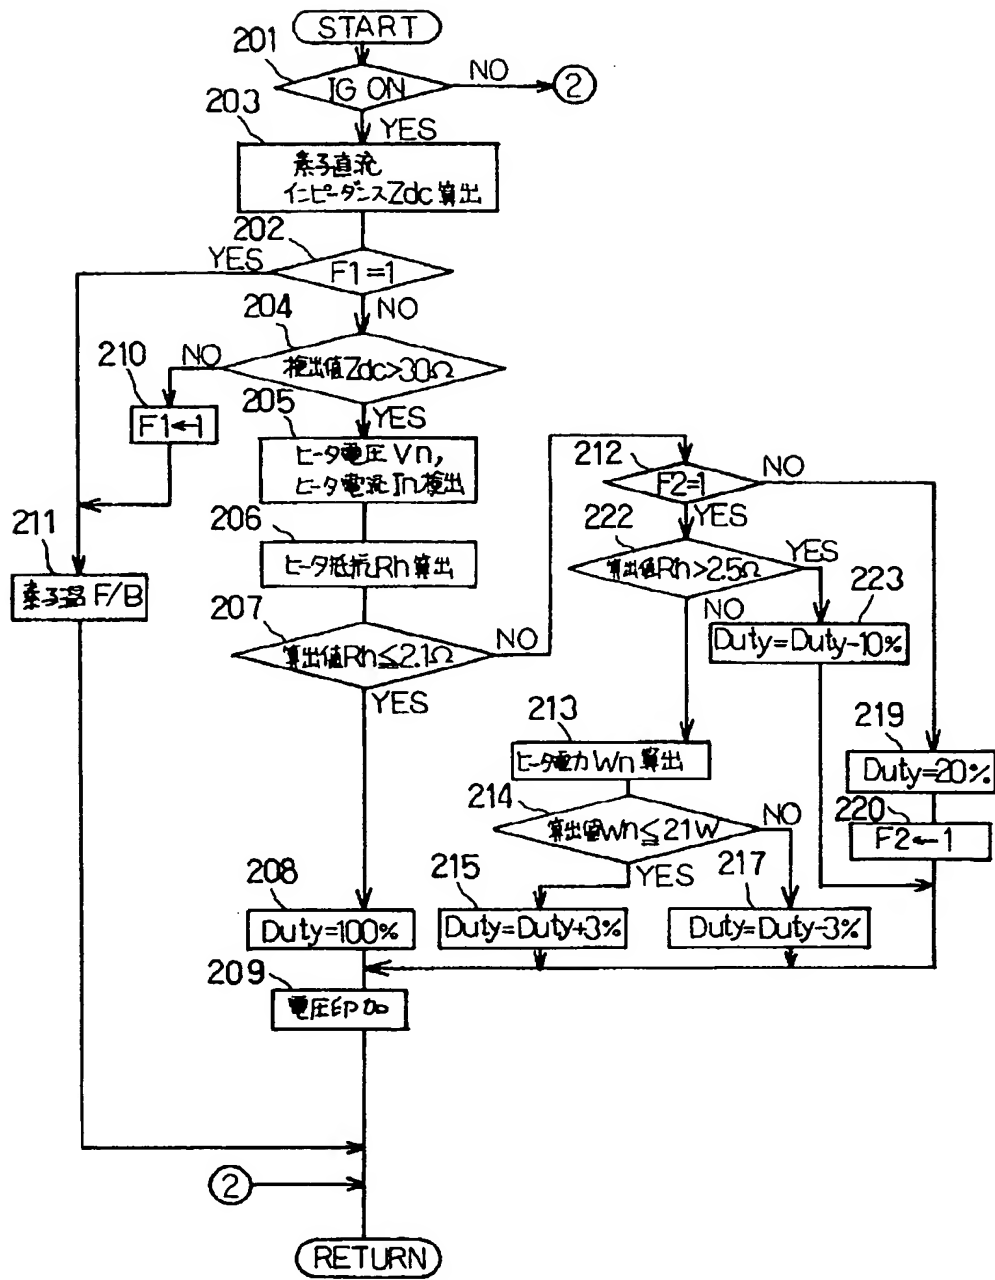 START
201
IG ON
NO
2
203
YES
素子直流
インピーダンスZdc算出
202
YES
F1=1
NO
204
210
NO
検出値Zdc>30Ω
F1←1
205
YES
ヒータ電圧Vn,
ヒータ電流In検出
212
NO
F2=1
YES
211
206
222
YES
素子温F/B
ヒータ抵抗Rh算出
算出値Rh>2.5Ω
223
207
NO
NO
Duty=Duty-10%
算出値Rh≦2.1Ω
YES
213
219
ヒータ電力Wn算出
Duty=20%
214
NO
220
算出値Wn≦21W
F2←1
YES
208
215
217
Duty=100%
Duty=Duty+3%
Duty=Duty-3%
209
電圧印加
2
RETURN